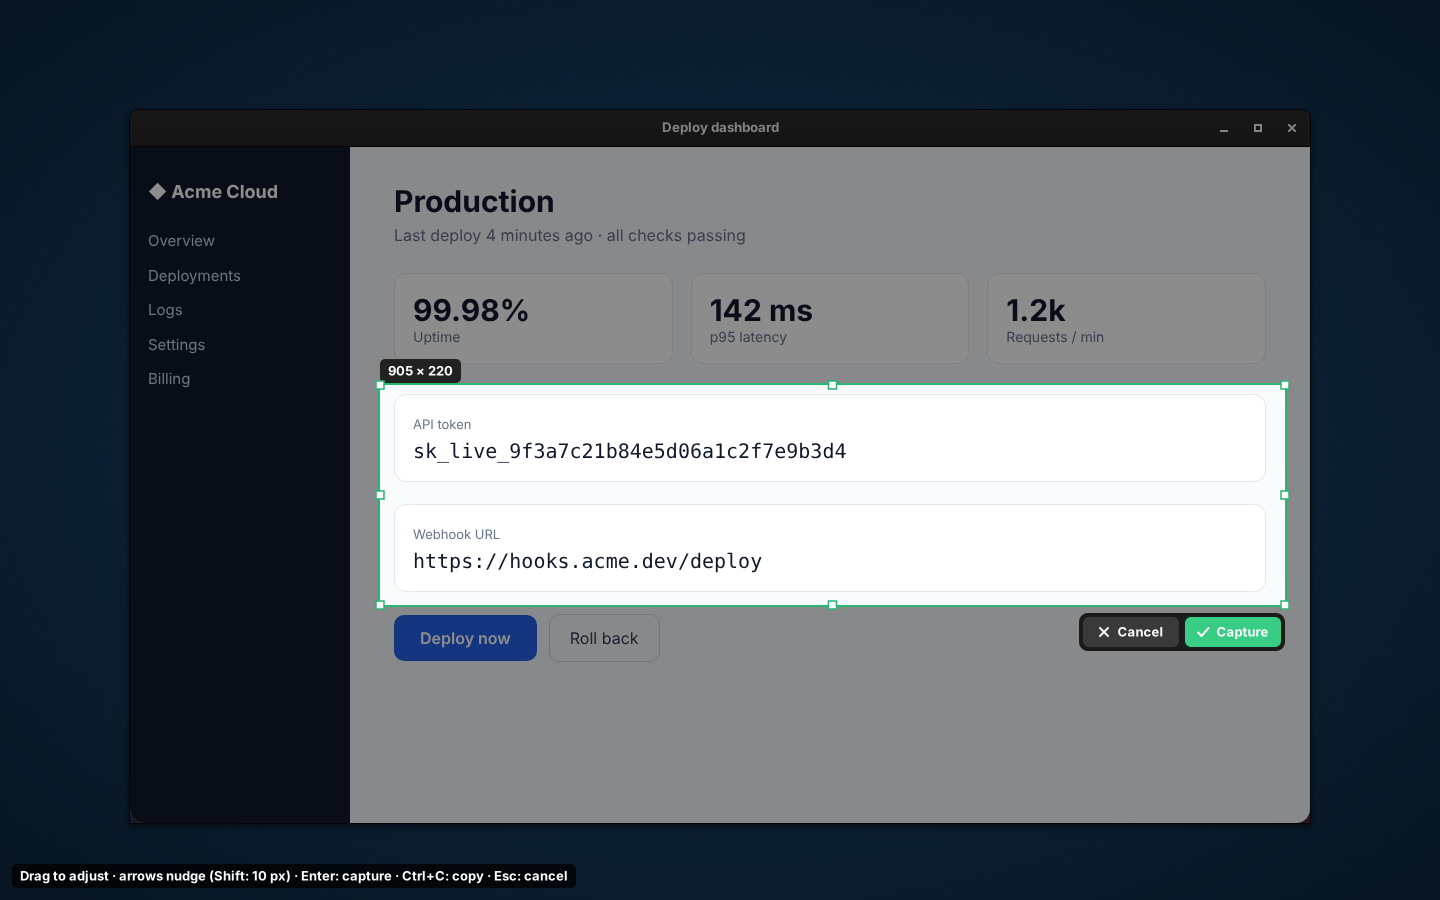 Deploy dashboard
Acme Cloud
Overview
Deployments
Logs
Settings
Billing
Production
Last deploy 4 minutes ago · all checks passing
99.98%
Uptime
142 ms
p95 latency
1.2k
Requests / min
905 × 220
API token
sk_live_9f3a7c21b84e5d06a1c2f7e9b3d4
Webhook URL
https://hooks.acme.dev/deploy
Deploy now
Roll back
Cancel
Capture
Drag to adjust · arrows nudge (Shift: 10 px) · Enter: capture · Ctrl+C: copy · Esc: cancel